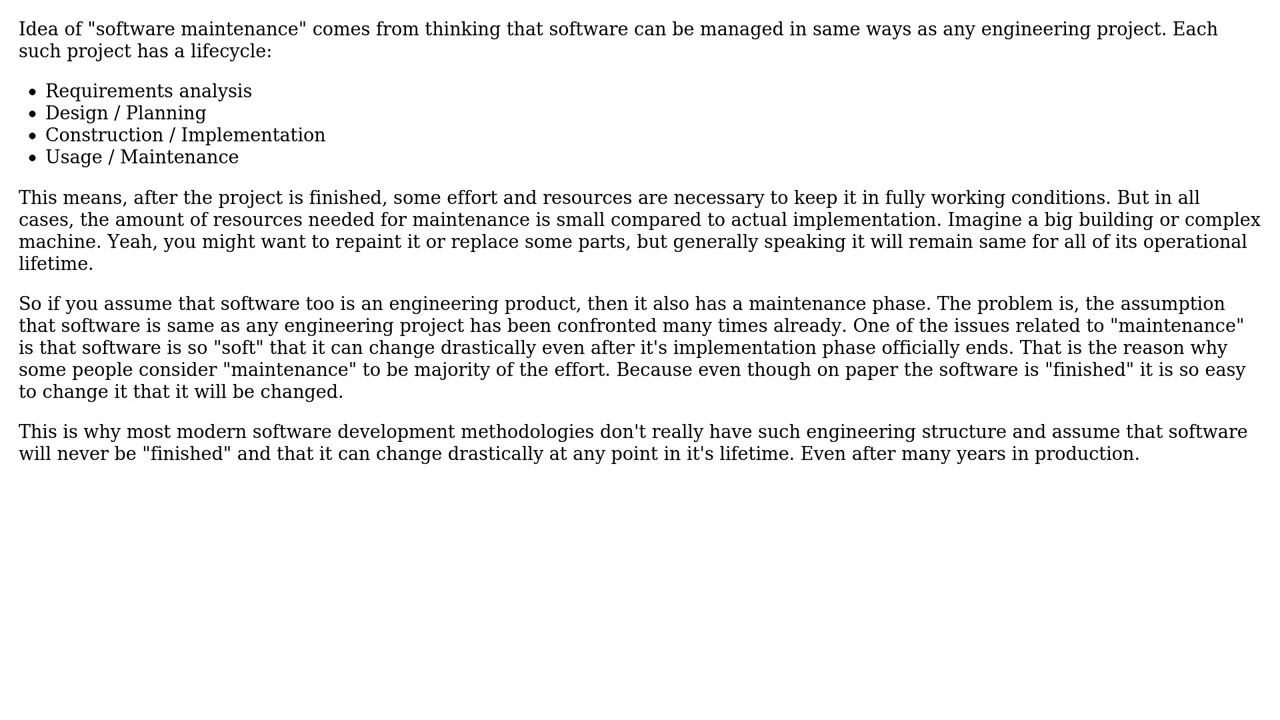 Idea of "software maintenance" comes from thinking that software can be managed in same ways as any engineering project. Each
such project has a lifecycle:
• Requirements analysis
• Design / Planning
• Construction / Implementation
• Usage / Maintenance
This means, after the project is finished, some effort and resources are necessary to keep it in fully working conditions. But in all
cases, the amount of resources needed for maintenance is small compared to actual implementation. Imagine a big building or complex
machine. Yeah, you might want to repaint it or replace some parts, but generally speaking it will remain same for all of its operational
lifetime.
So if you assume that software too is an engineering product, then it also has a maintenance phase. The problem is, the assumption
that software is same as any engineering project has been confronted many times already. One of the issues related to "maintenance"
is that software is so "soft" that it can change drastically even after it's implementation phase officially ends. That is the reason why
some people consider "maintenance" to be majority of the effort. Because even though on paper the software is "finished" it is so easy
to change it that it will be changed.
This is why most modern software development methodologies don't really have such engineering structure and assume that software
will never be "finished" and that it can change drastically at any point in it's lifetime. Even after many years in production.